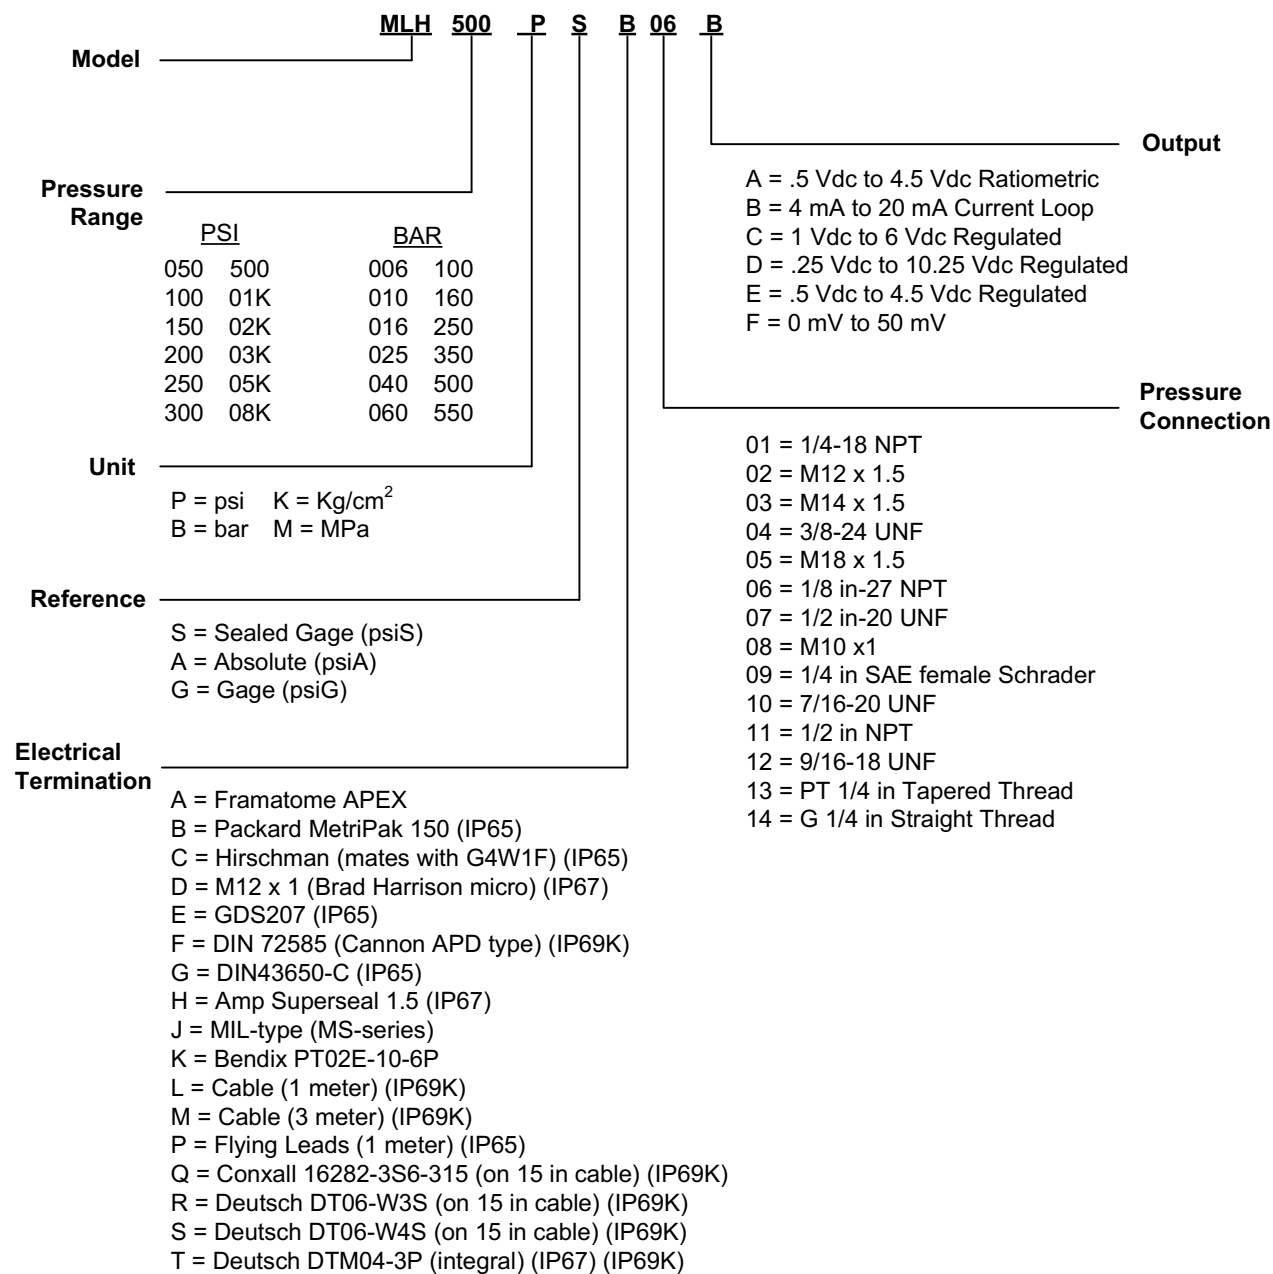 MLH 500 P S B 06 B
Model
Output
A = .5 Vdc to 4.5 Vdc Ratiometric
B = 4 mA to 20 mA Current Loop
C = 1 Vdc to 6 Vdc Regulated
D = .25 Vdc to 10.25 Vdc Regulated
E = .5 Vdc to 4.5 Vdc Regulated
F = 0 mV to 50 mV
Pressure
Range
PSI BAR
050 500 006 100
100 01K 010 160
150 02K 016 250
200 03K 025 350
250 05K 040 500
300 08K 060 550
Pressure
Connection
01 = 1/4-18 NPT
02 = M12 x 1.5
03 = M14 x 1.5
04 = 3/8-24 UNF
05 = M18 x 1.5
06 = 1/8 in-27 NPT
07 = 1/2 in-20 UNF
08 = M10 x1
09 = 1/4 in SAE female Schrader
10 = 7/16-20 UNF
11 = 1/2 in NPT
12 = 9/16-18 UNF
13 = PT 1/4 in Tapered Thread
14 = G 1/4 in Straight Thread
Unit
P = psi K = Kg/cm²
B = bar M = MPa
Reference
S = Sealed Gage (psiS)
A = Absolute (psiA)
G = Gage (psiG)
Electrical
Termination
A = Framatome APEX
B = Packard MetriPak 150 (IP65)
C = Hirschman (mates with G4W1F) (IP65)
D = M12 x 1 (Brad Harrison micro) (IP67)
E = GDS207 (IP65)
F = DIN 72585 (Cannon APD type) (IP69K)
G = DIN43650-C (IP65)
H = Amp Superseal 1.5 (IP67)
J = MIL-type (MS-series)
K = Bendix PT02E-10-6P
L = Cable (1 meter) (IP69K)
M = Cable (3 meter) (IP69K)
P = Flying Leads (1 meter) (IP65)
Q = Conxall 16282-3S6-315 (on 15 in cable) (IP69K)
R = Deutsch DT06-W3S (on 15 in cable) (IP69K)
S = Deutsch DT06-W4S (on 15 in cable) (IP69K)
T = Deutsch DTM04-3P (integral) (IP67) (IP69K)